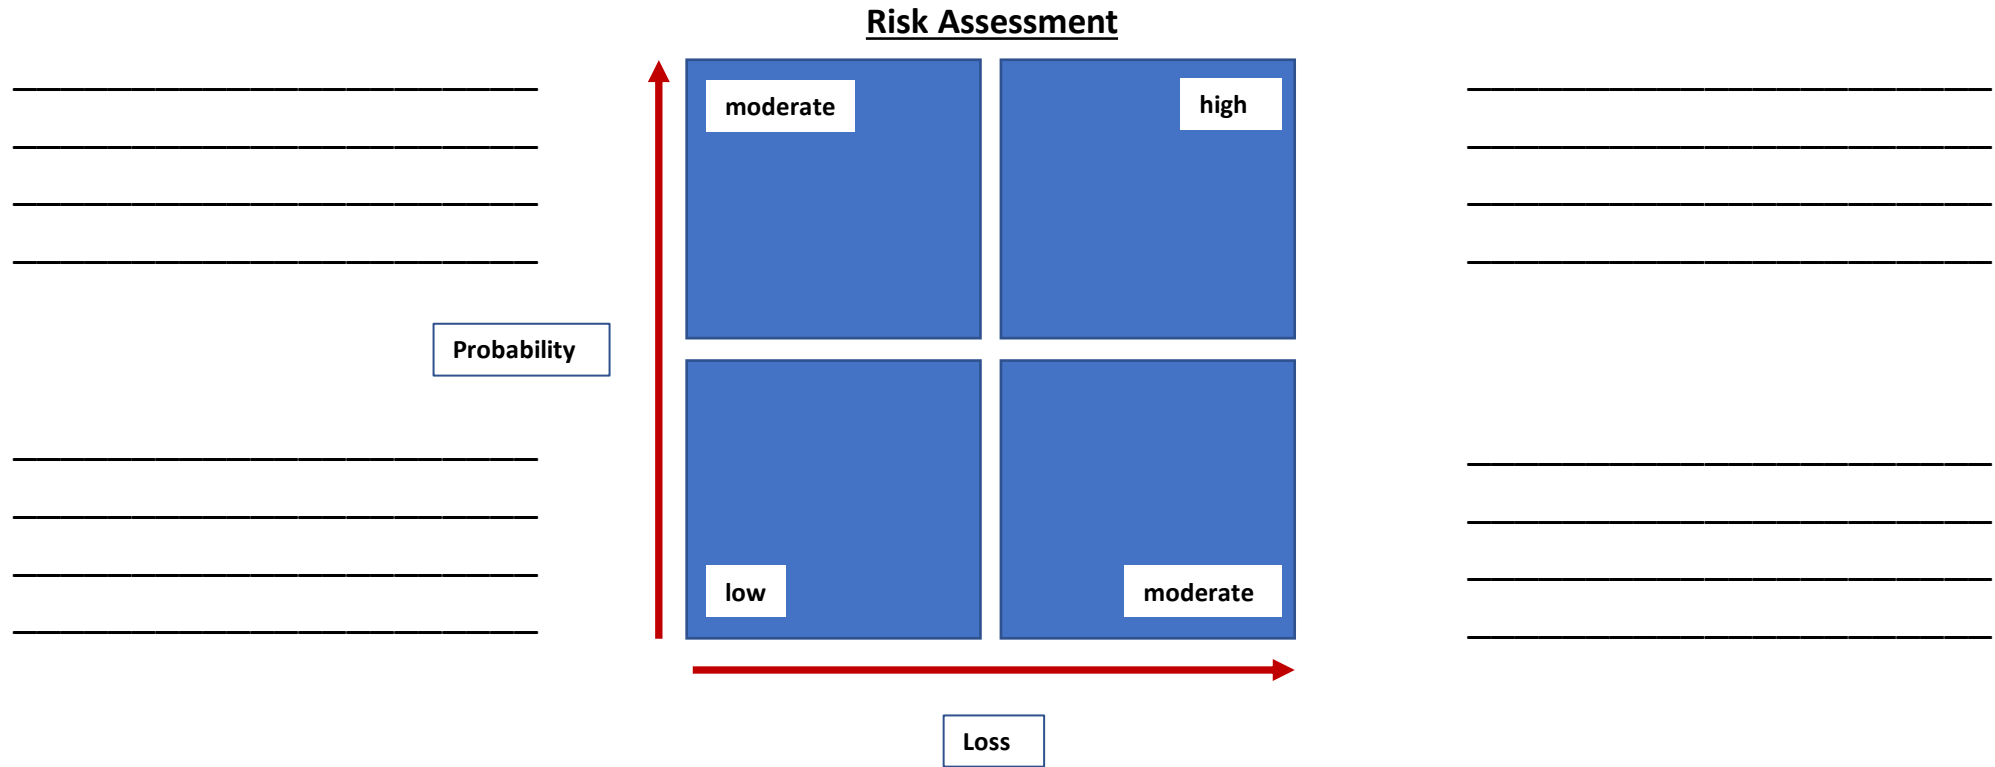 Risk Assessment
moderate
high
Probability
low
moderate
Loss